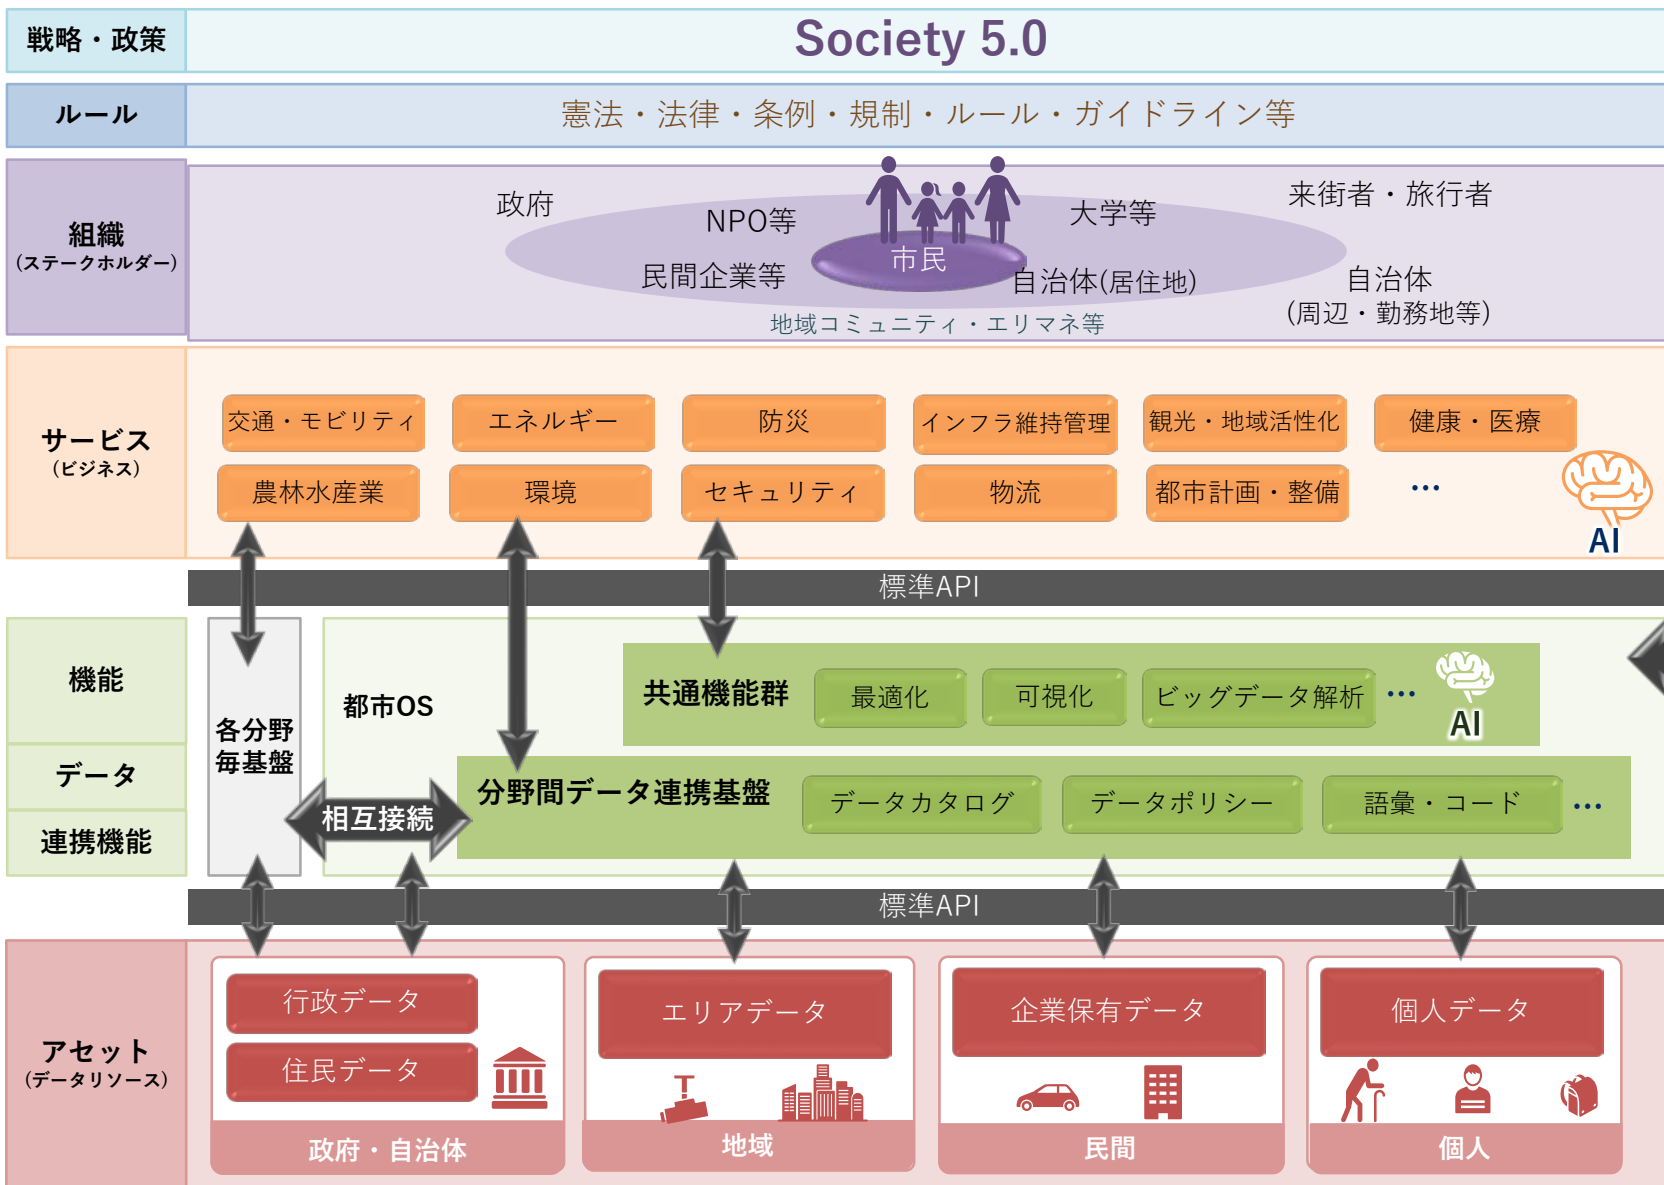 戦略・政策
Society 5.0
ルール
憲法・法律・条例・規制・ルール・ガイドライン等
組織
(ステークホルダー)
政府
NPO等
民間企業等
市民
大学等
自治体(居住地)
来街者・旅行者
自治体
(周辺・勤務地等)
地域コミュニティ・エリマネ等
サービス
(ビジネス)
交通・モビリティ
エネルギー
防災
インフラ維持管理
観光・地域活性化
健康・医療
農林水産業
環境
セキュリティ
物流
都市計画・整備
…
AI
標準API
機能
データ
連携機能
各分野
毎基盤
都市OS
共通機能群
最適化
可視化
ビッグデータ解析
…
AI
相互接続
分野間データ連携基盤
データカタログ
データポリシー
語彙・コード
…
標準API
アセット
(データリソース)
行政データ
住民データ
政府・自治体
エリアデータ
地域
企業保有データ
民間
個人データ
個人